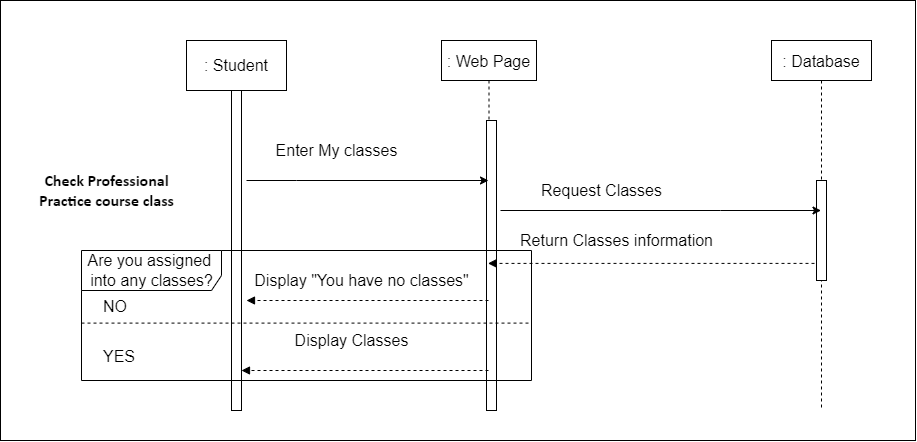 : Student
: Web Page
: Database
Enter My classes
Check Professional
Practice course class
Request Classes
Return Classes information
Are you assigned
into any classes?
Display "You have no classes"
NO
Display Classes
YES